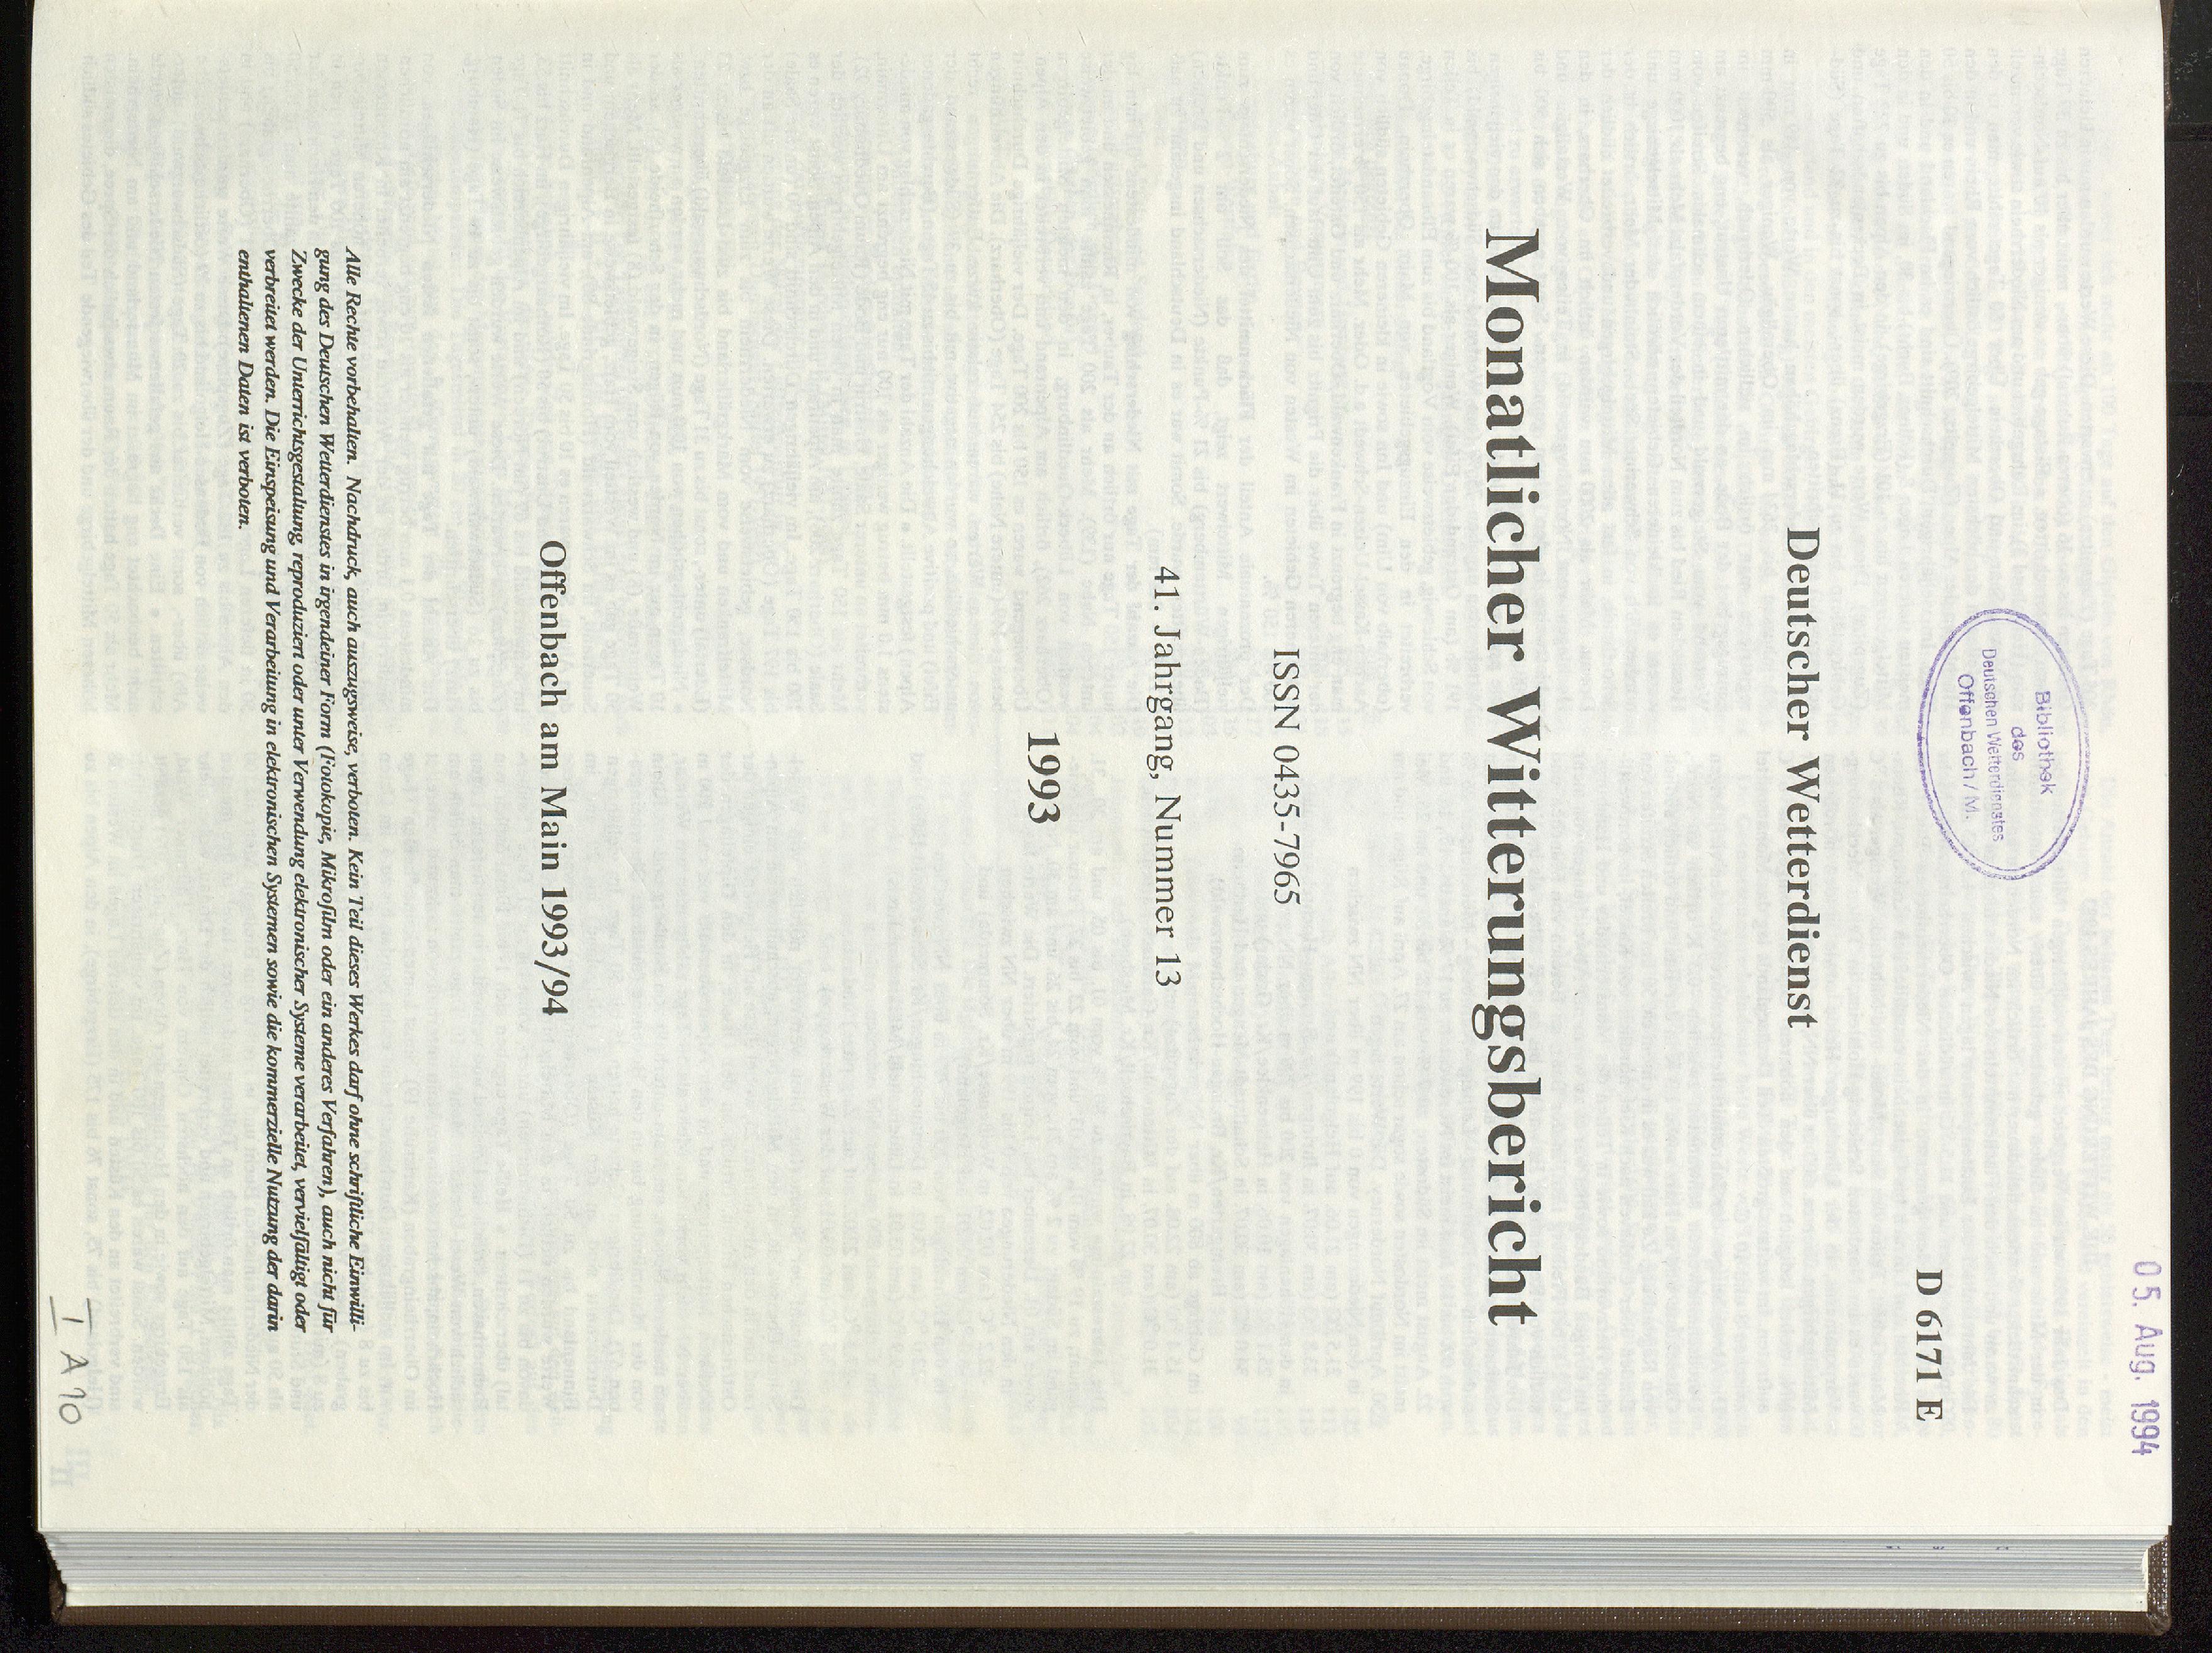 05. Aug. 1994
D 6171 E
Bibliothek
des
Deutschen Wetterdienstes
Offenbach / M.
Deutscher Wetterdienst
Monatlicher Witterungsbericht
ISSN 0435-7965
41. Jahrgang, Nummer 13
1993
Offenbach am Main 1993/94
Alle Rechte vorbehalten. Nachdruck, auch auszugsweise, verboten. Kein Teil dieses Werkes darf ohne schriftliche Einwilli-
gung des Deutschen Wetterdienstes in irgendeiner Form (Fotokopie, Mikrofilm oder ein anderes Verfahren), auch nicht für
Zwecke der Unterrichtsgestaltung, reproduziert oder unter Verwendung elektronischer Systeme verarbeitet, vervielfältigt oder
verbreitet werden. Die Einspeisung und Verarbeitung in elektronischen Systemen sowie die kommerzielle Nutzung der darin
enthaltenen Daten ist verboten.
I A 10